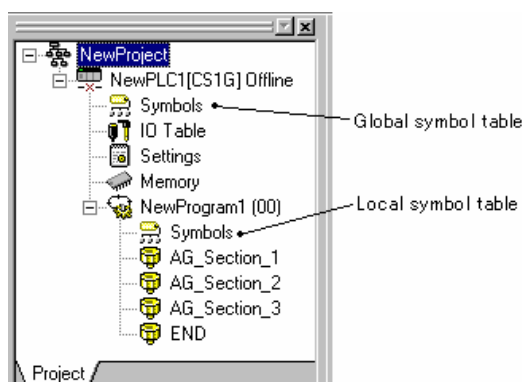 NewProject
NewPLC1[CS1G] Offline
Symbols
Global symbol table
IO Table
Settings
Memory
NewProgram1 (00)
Local symbol table
Symbols
AG_Section_1
AG_Section_2
AG_Section_3
END
Project